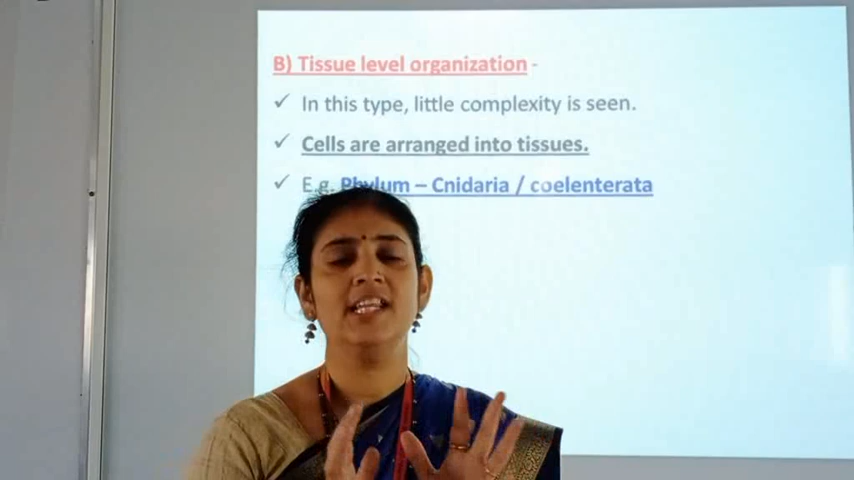 B) Tissue level organization -
✓ In this type, little complexity is seen.
✓ Cells are arranged into tissues.
✓ E.g. Phylum – Cnidaria / coelenterata